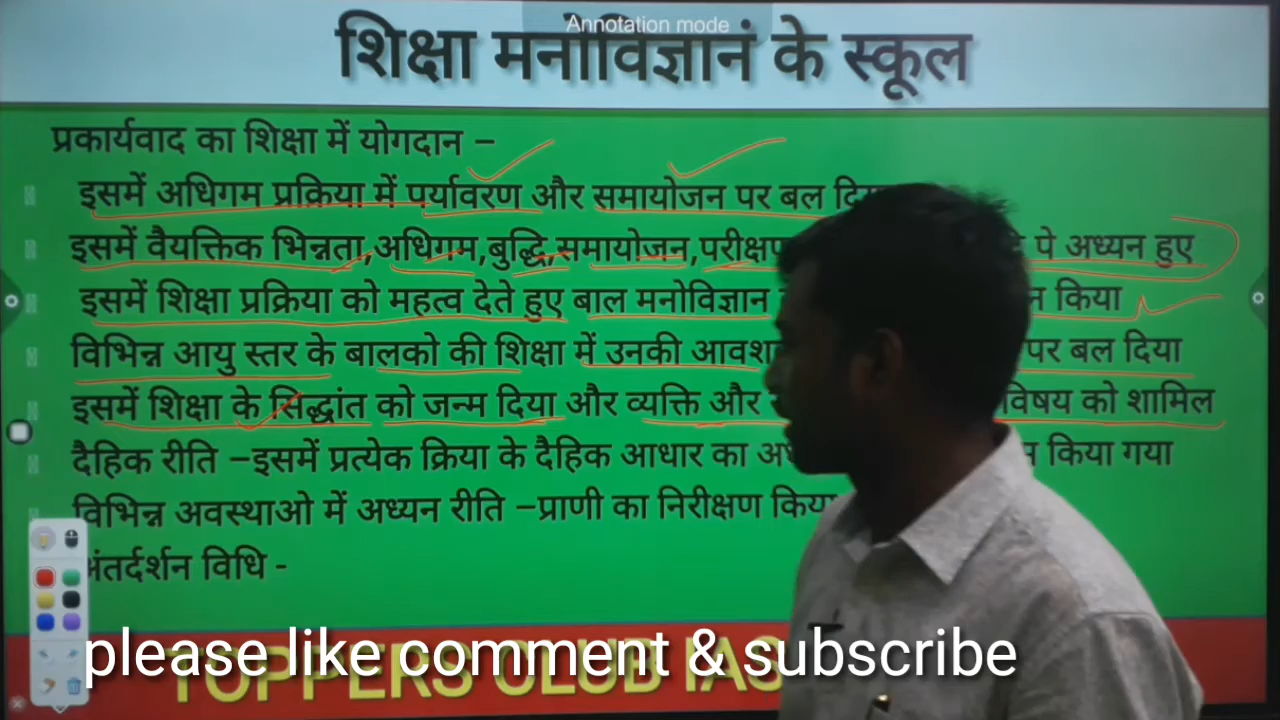 Annotation mode
शिक्षा मनोविज्ञानं के स्कूल
प्रकार्यवाद का शिक्षा में योगदान –
इसमें अधिगम प्रक्रिया में पर्यावरण और समायोजन पर बल
इसमें वैयक्तिक भिन्नता,अधिगम,बुद्धि,समायोजन, पे अध्यन हुए
इसमें शिक्षा प्रक्रिया को महत्व देते हुए बाल मनोविज्ञान किया
विभिन्न आयु स्तर के बालको की शिक्षा में उनकी पर बल दिया
इसमें शिक्षा के सिद्धांत को जन्म दिया और व्यक्ति और विषय को शामिल
दैहिक रीति –इसमें प्रत्येक क्रिया के दैहिक आधार का किया गया
विभिन्न अवस्थाओ में अध्यन रीति –प्राणी का निरीक्षण
अंतर्दर्शन विधि -
please like comment & subscribe
TOPPERS CLUB IAS